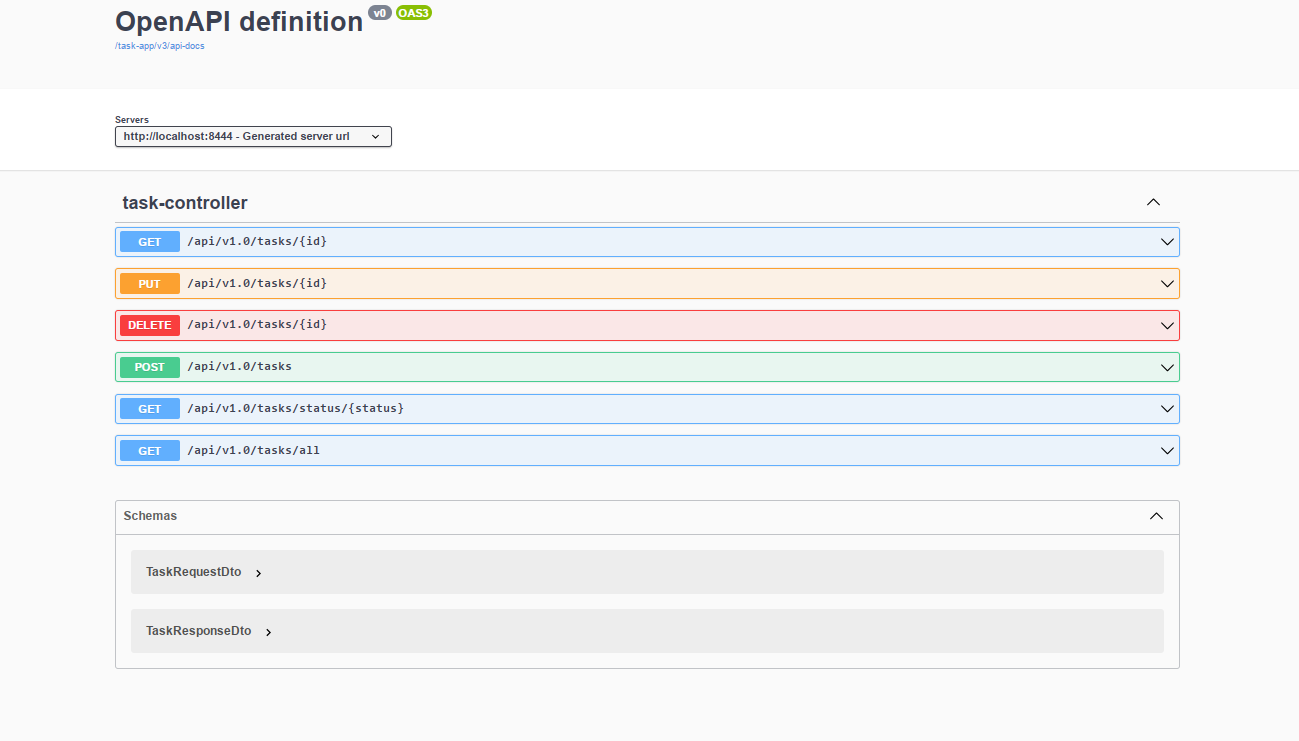 OpenAPI definition v0 OAS3
/task-app/v3/api-docs
Servers
http://localhost:8444 - Generated server url
task-controller
GET /api/v1.0/tasks/{id}
PUT /api/v1.0/tasks/{id}
DELETE /api/v1.0/tasks/{id}
POST /api/v1.0/tasks
GET /api/v1.0/tasks/status/{status}
GET /api/v1.0/tasks/all
Schemas
TaskRequestDto
TaskResponseDto